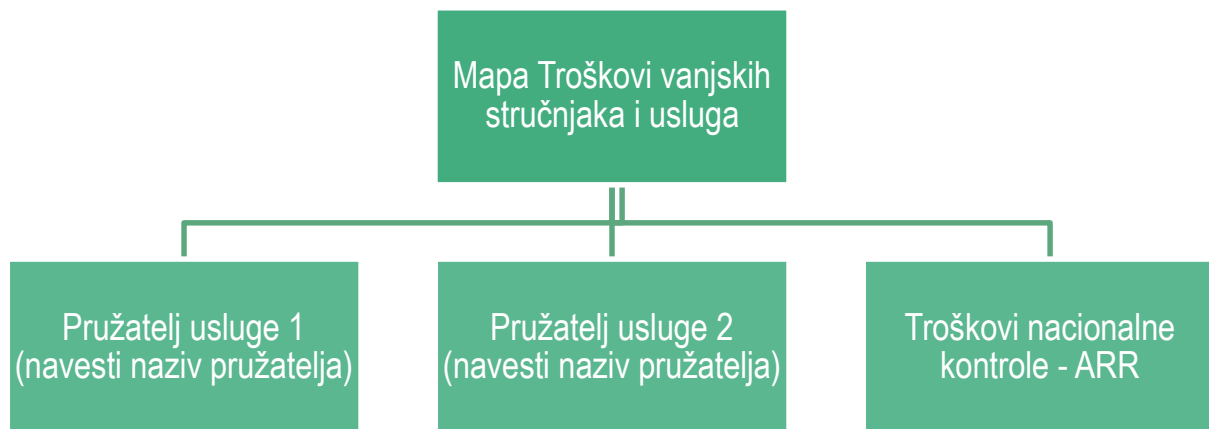 Mapa Troškovi vanjskih
stručnjaka i usluga
Pružatelj usluge 1
(navesti naziv pružatelja)
Pružatelj usluge 2
(navesti naziv pružatelja)
Troškovi nacionalne
kontrole - ARR